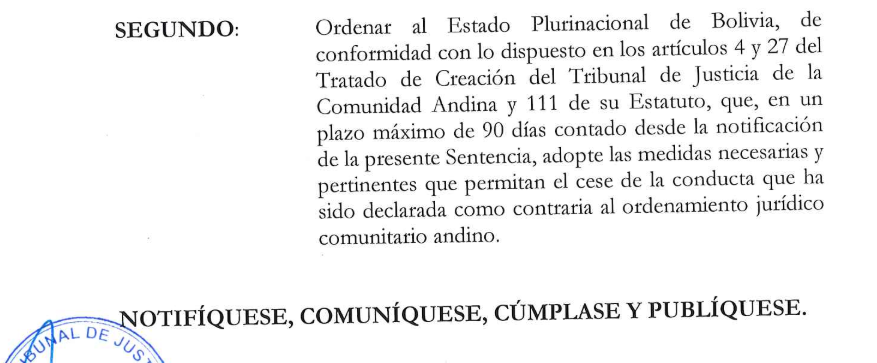 SEGUNDO: Ordenar al Estado Plurinacional de Bolivia, de
conformidad con lo dispuesto en los artículos 4 y 27 del
Tratado de Creación del Tribunal de Justicia de la
Comunidad Andina y 111 de su Estatuto, que, en un
plazo máximo de 90 días contado desde la notificación
de la presente Sentencia, adopte las medidas necesarias y
pertinentes que permitan el cese de la conducta que ha
sido declarada como contraria al ordenamiento jurídico
comunitario andino.
NOTIFÍQUESE, COMUNÍQUESE, CÚMPLASE Y PUBLÍQUESE.
BUNAL DE JUST